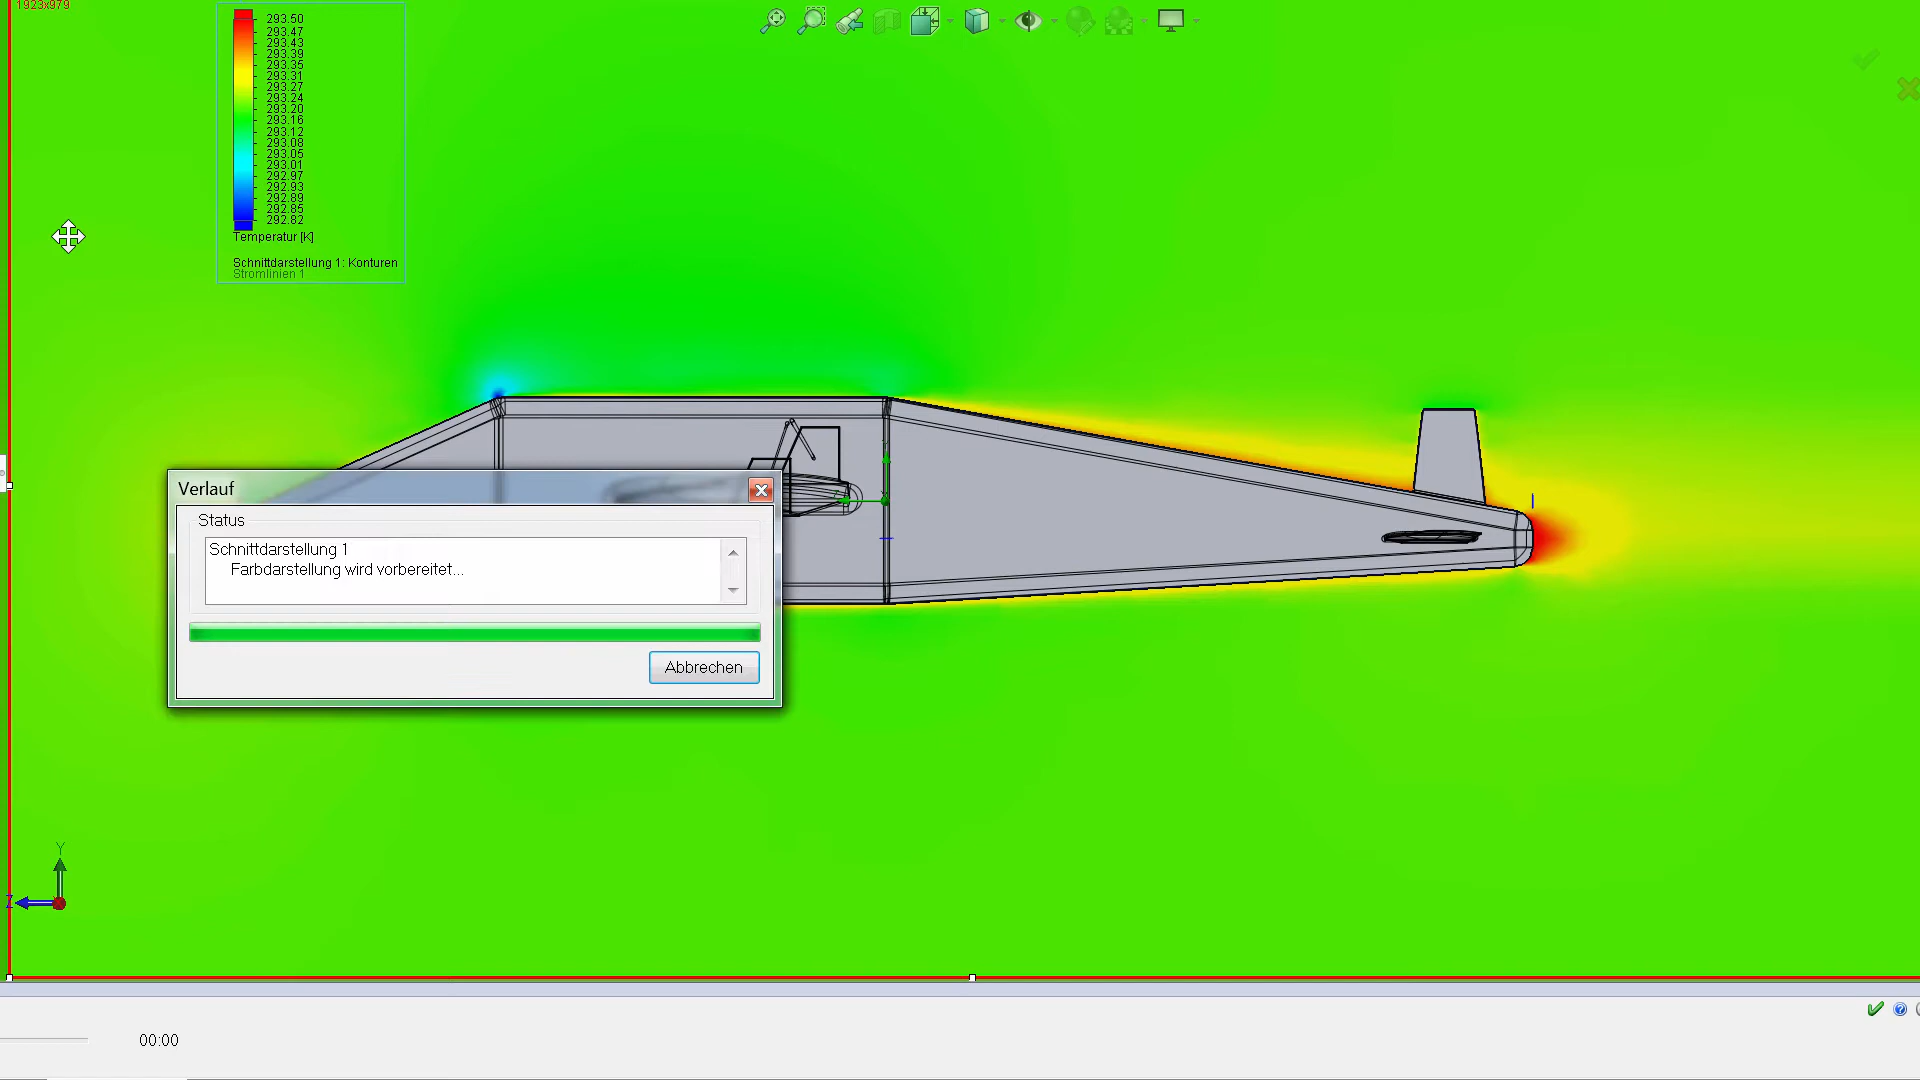 1923x979
293.50
293.47
293.43
293.39
293.35
293.31
293.27
293.24
293.20
293.16
293.12
293.08
293.05
293.01
292.97
292.93
292.89
292.85
292.82
Temperatur [K]
Schnittdarstellung 1: Konturen
Stromlinien 1
Verlauf
Status
Schnittdarstellung 1
Farbdarstellung wird vorbereitet...
Abbrechen
Y
Z
00:00